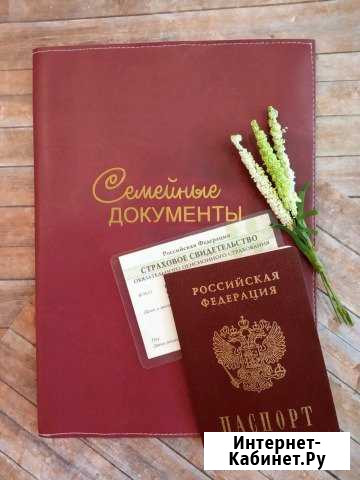 Семейные
ДОКУМЕНТЫ
Российская Федерация
СТРАХОВОЕ СВИДЕТЕЛЬСТВО
ОБЯЗАТЕЛЬНОГО ПЕНСИОННОГО СТРАХОВАНИЯ
РОССИЙСКАЯ
ФЕДЕРАЦИЯ
ПАСПОРТ
Интернет-
Кабинет.Ру